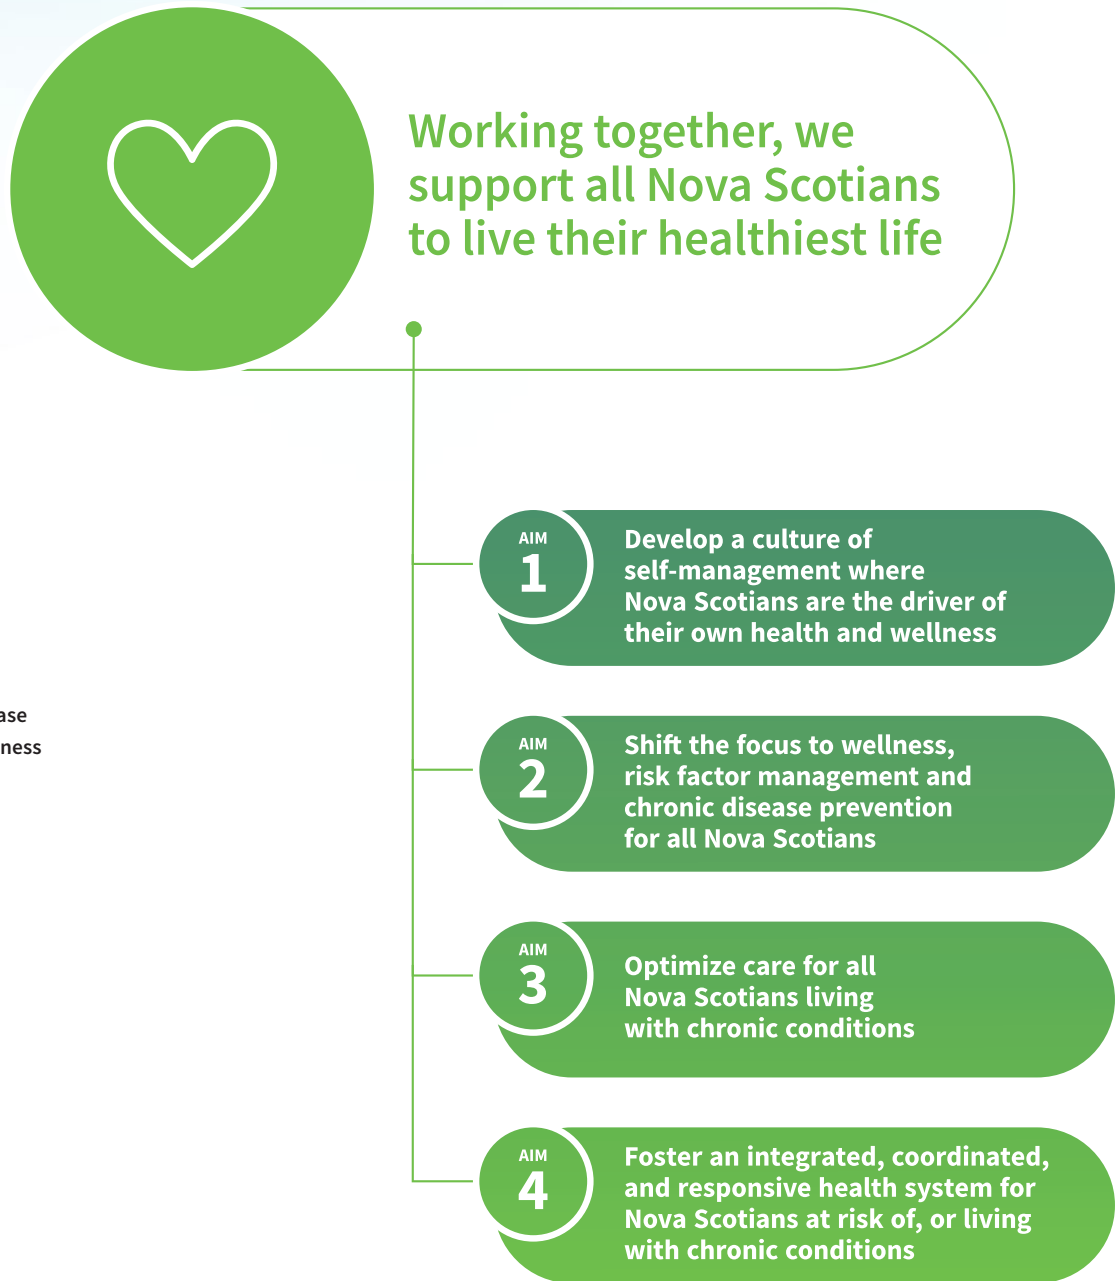 Working together, we
support all Nova Scotians
to live their healthiest life
AIM
1
Develop a culture of
self-management where
Nova Scotians are the driver of
their own health and wellness
AIM
2
Shift the focus to wellness,
risk factor management and
chronic disease prevention
for all Nova Scotians
AIM
3
Optimize care for all
Nova Scotians living
with chronic conditions
AIM
4
Foster an integrated, coordinated,
and responsive health system for
Nova Scotians at risk of, or living
with chronic conditions